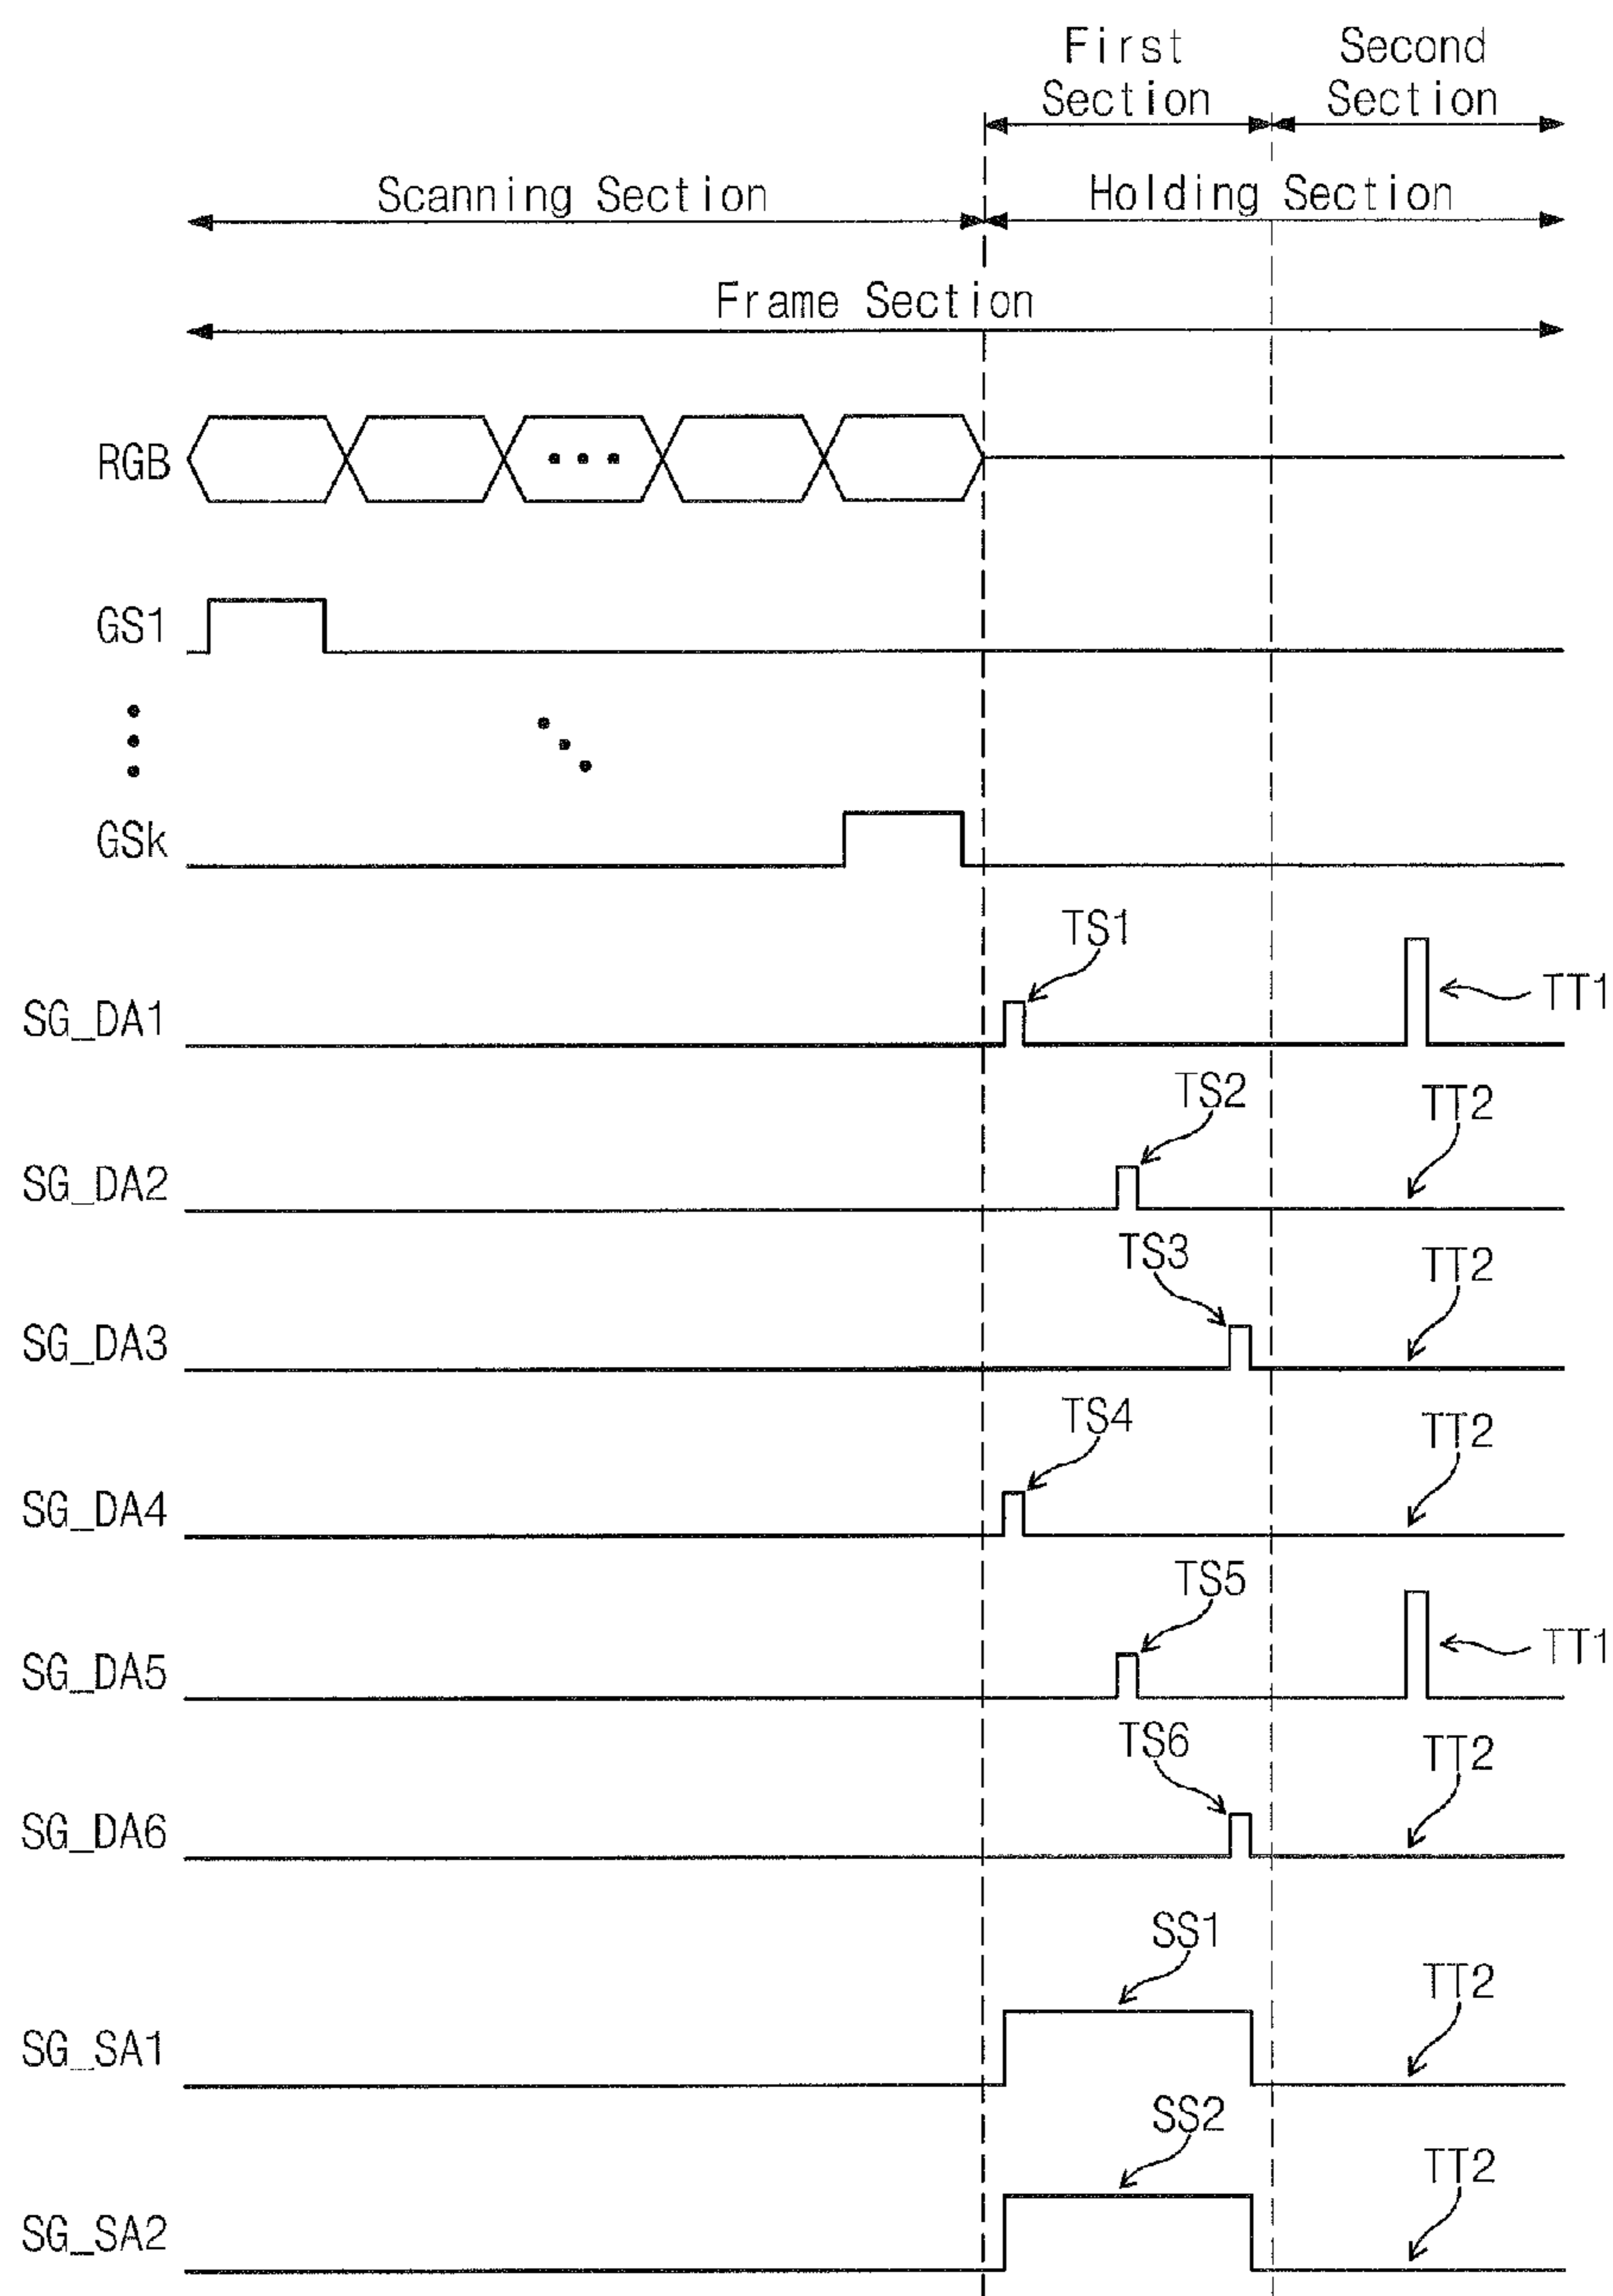 First Section
Second Section
Scanning Section
Holding Section
Frame Section
RGB
GS1
GSk
TS1
SG_DA1
TT1
TS2
TT2
SG_DA2
TS3
TT2
SG_DA3
TS4
TT2
SG_DA4
TS5
SG_DA5
TT1
TS6
TT2
SG_DA6
SS1
TT2
SG_SA1
SS2
TT2
SG_SA2